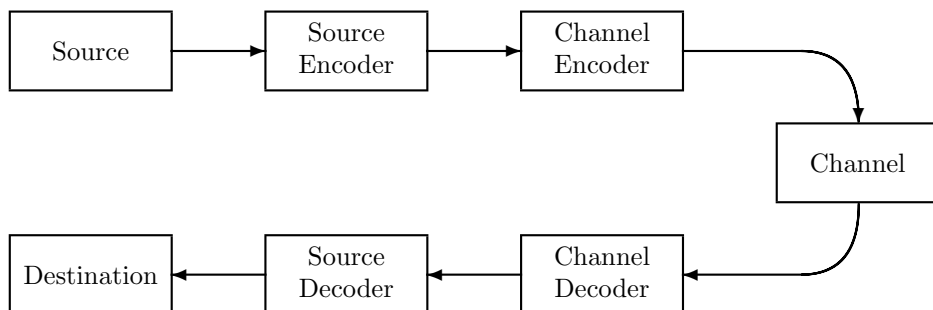 Source
Source
Encoder
Channel
Encoder
Channel
Destination
Source
Decoder
Channel
Decoder